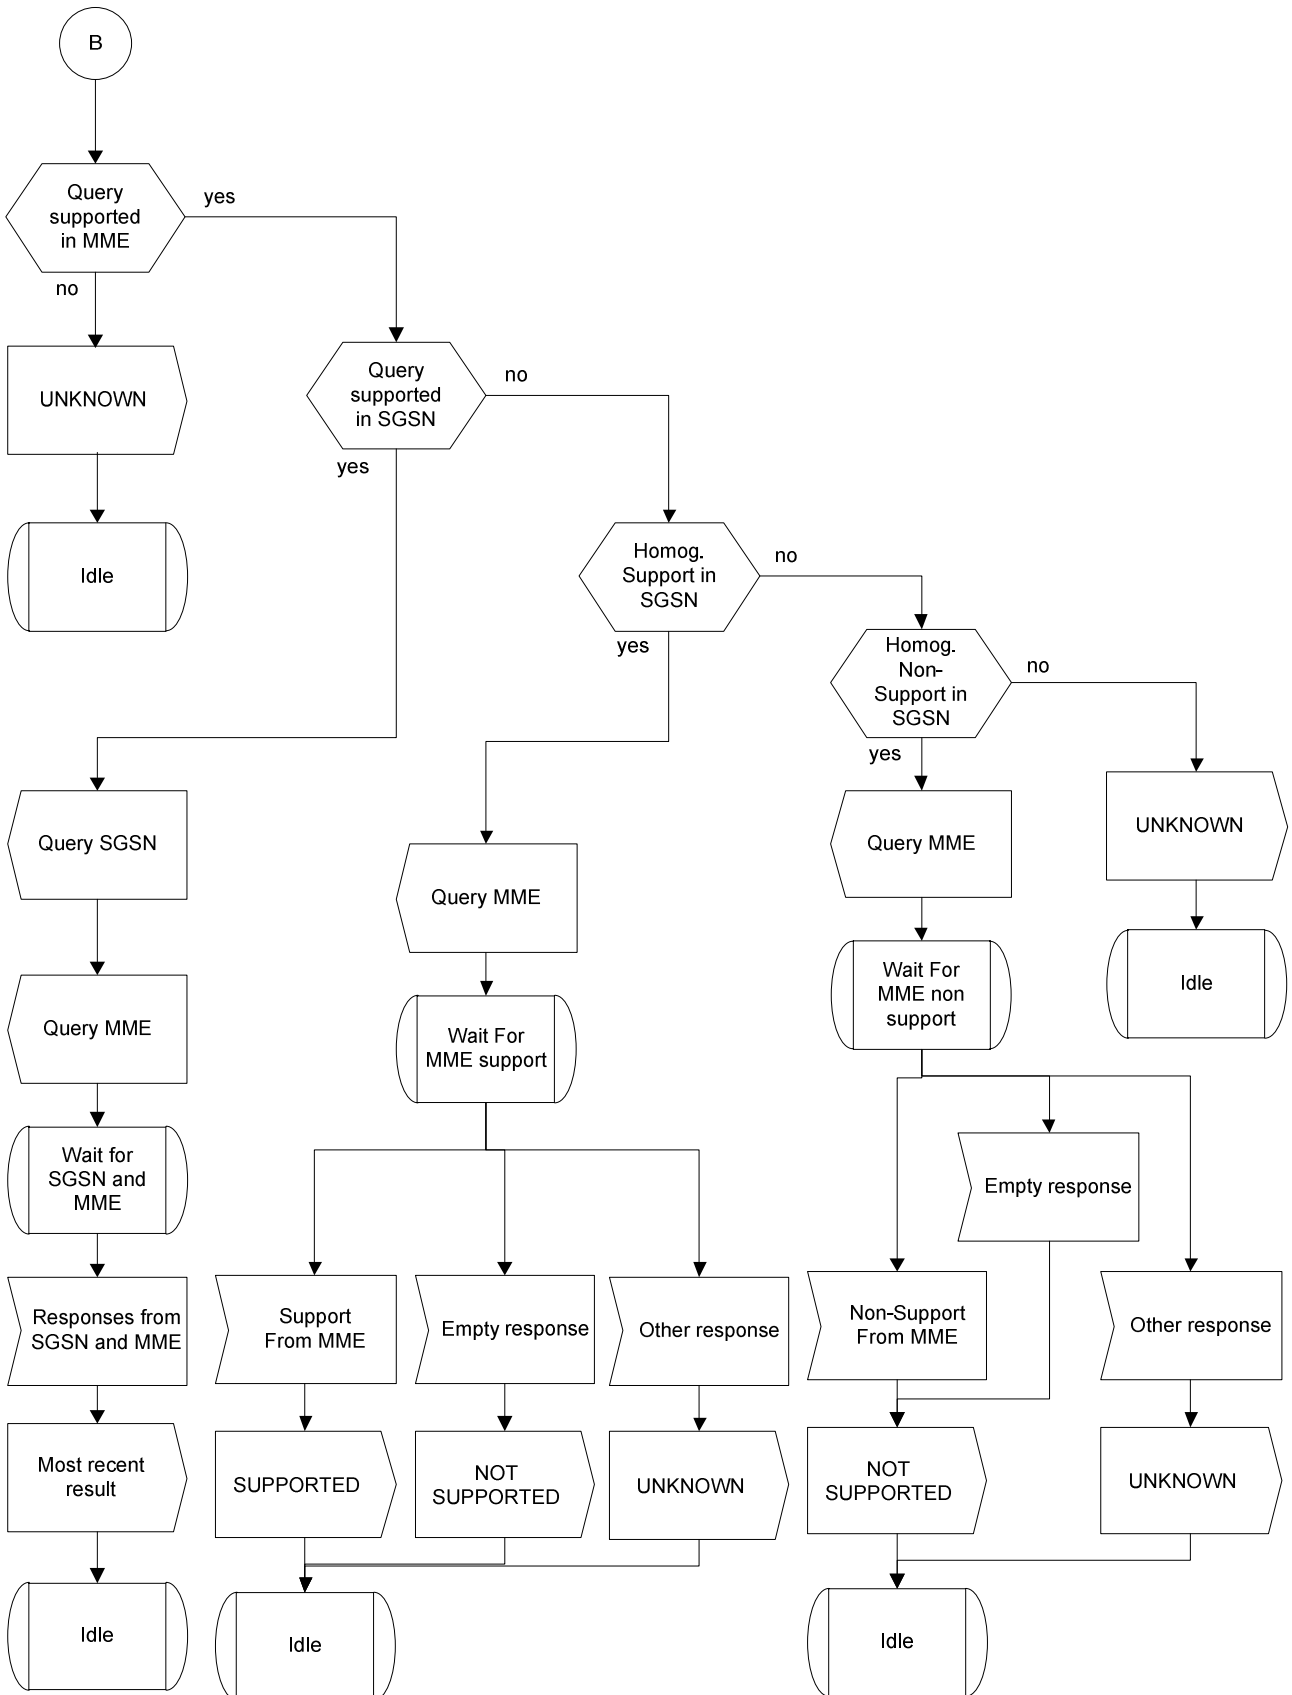 B
Query
supported
in MME
yes
no
UNKNOWN
Idle
Query
supported
in SGSN
no
yes
Homog.
Support in
SGSN
no
yes
Homog.
Non-
Support in
SGSN
no
yes
UNKNOWN
Idle
Query SGSN
Query MME
Wait for
SGSN and
MME
Responses from
SGSN and MME
Most recent
result
Idle
Query MME
Wait For
MME support
Support
From MME
Empty response
Other response
SUPPORTED
NOT
SUPPORTED
UNKNOWN
Idle
Query MME
Wait For
MME non
support
Empty response
Non-Support
From MME
Other response
NOT
SUPPORTED
UNKNOWN
Idle